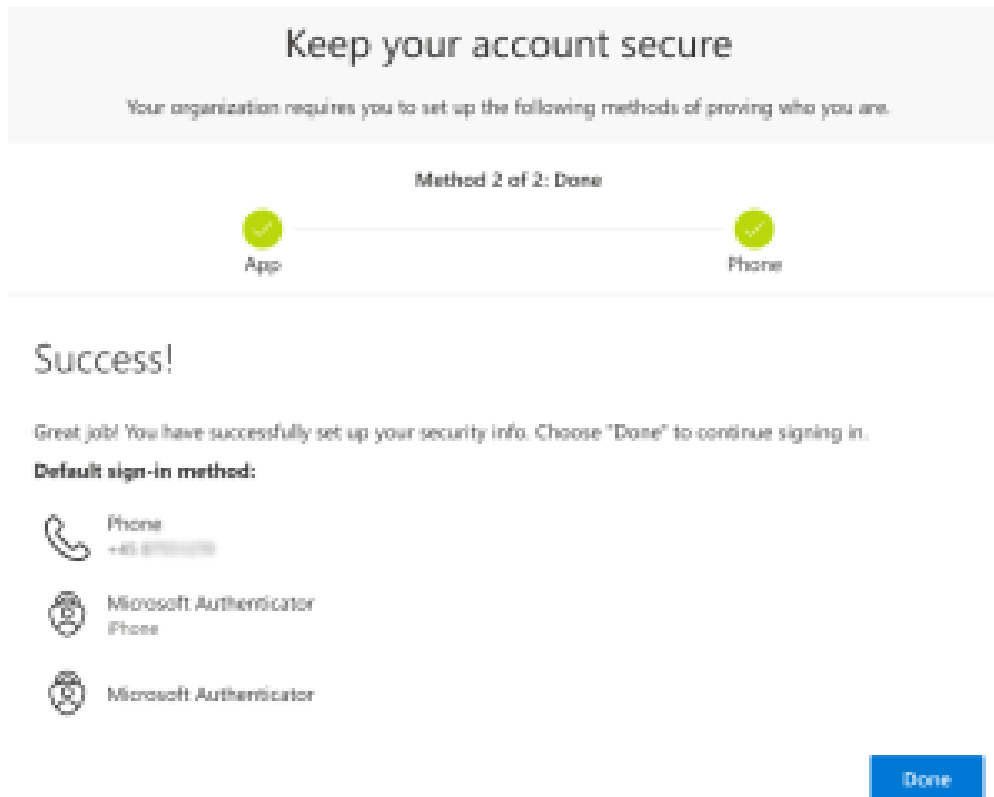 Keep your account secure
Your organization requires you to set up the following methods of proving who you are.
Method 2 of 2: Done
App
Phone
Success!
Great job! You have successfully set up your security info. Choose "Done" to continue signing in.
Default sign-in method:
Phone
+45
Microsoft Authenticator
iPhone
Microsoft Authenticator
Done